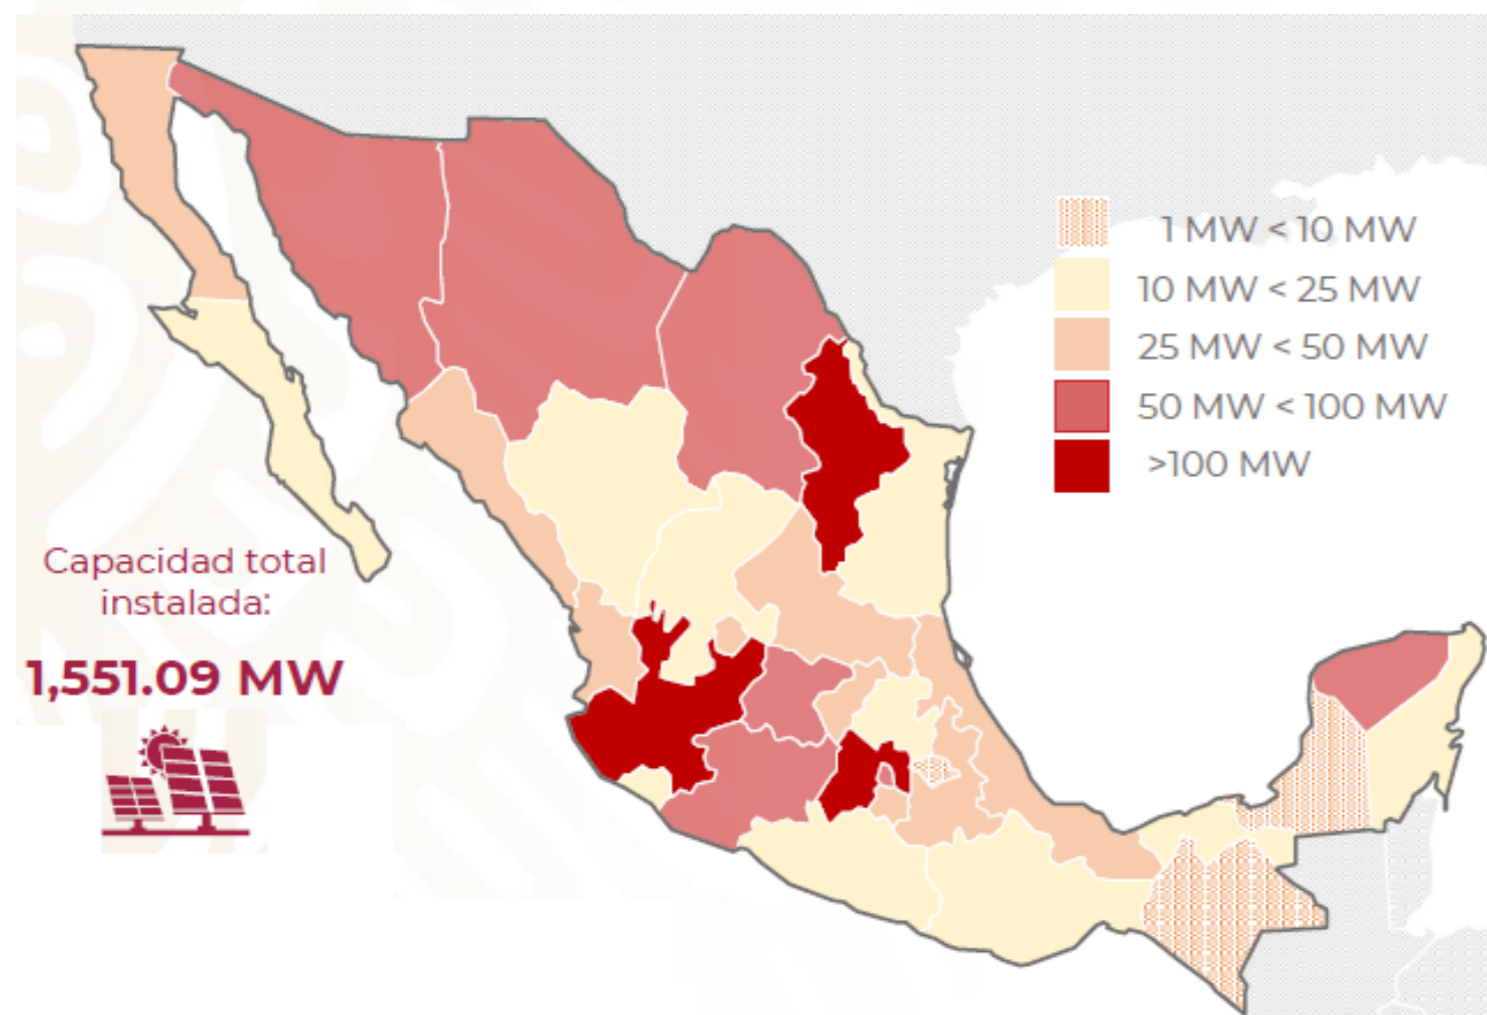 1 MW < 10 MW
10 MW < 25 MW
25 MW < 50 MW
50 MW < 100 MW
>100 MW
Capacidad total
instalada:
1,551.09 MW